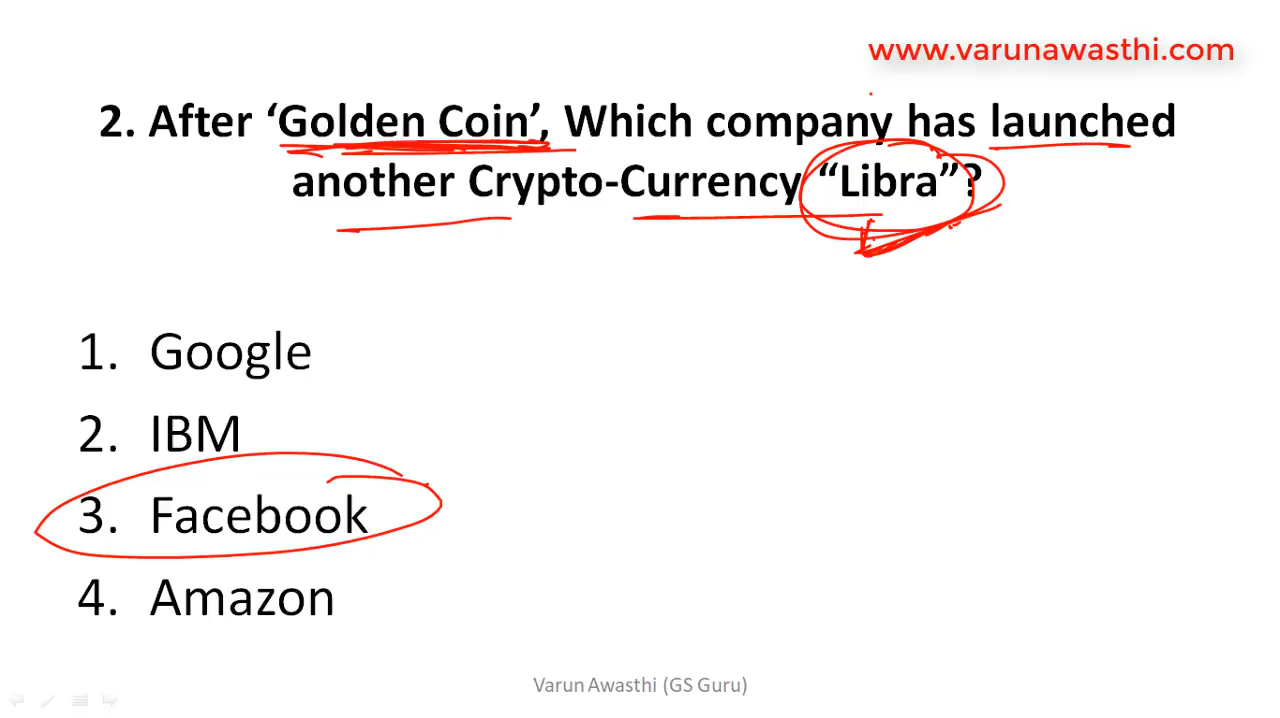 www.varunawasthi.com
2. After ‘Golden Coin’, Which company has launched
another Crypto-Currency “Libra”?
1. Google
2. IBM
3. Facebook
4. Amazon
Varun Awasthi (GS Guru)